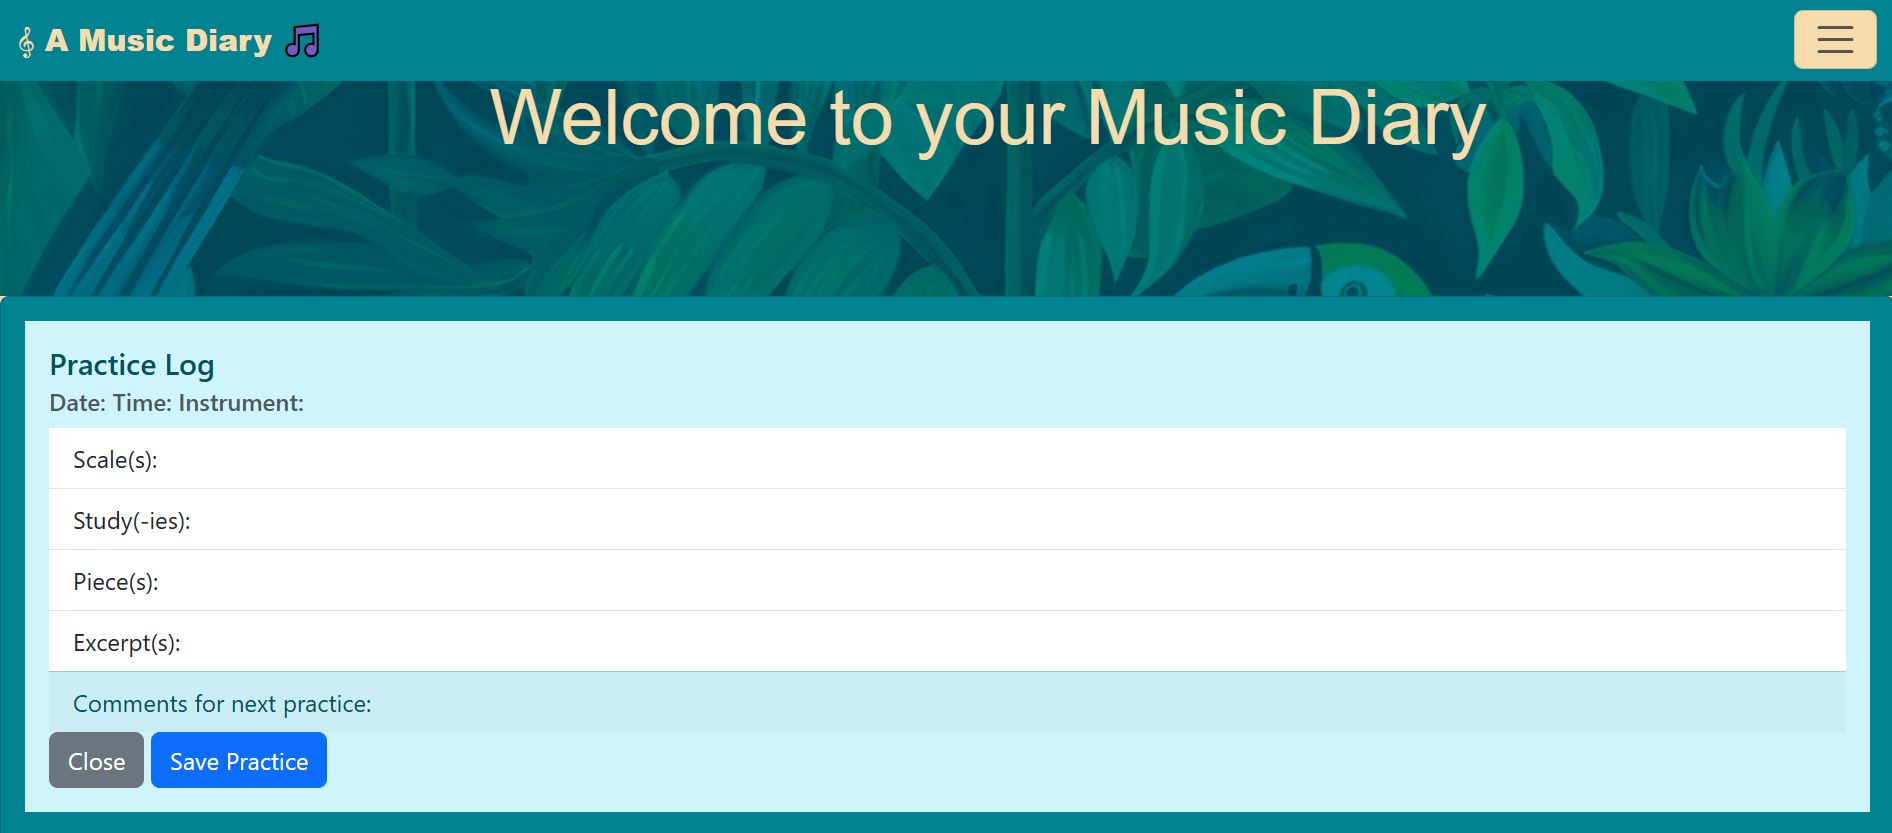 A Music Diary
Welcome to your Music Diary
Practice Log
Date: Time: Instrument:
Scale(s):
Study(-ies):
Piece(s):
Excerpt(s):
Comments for next practice:
Close Save Practice